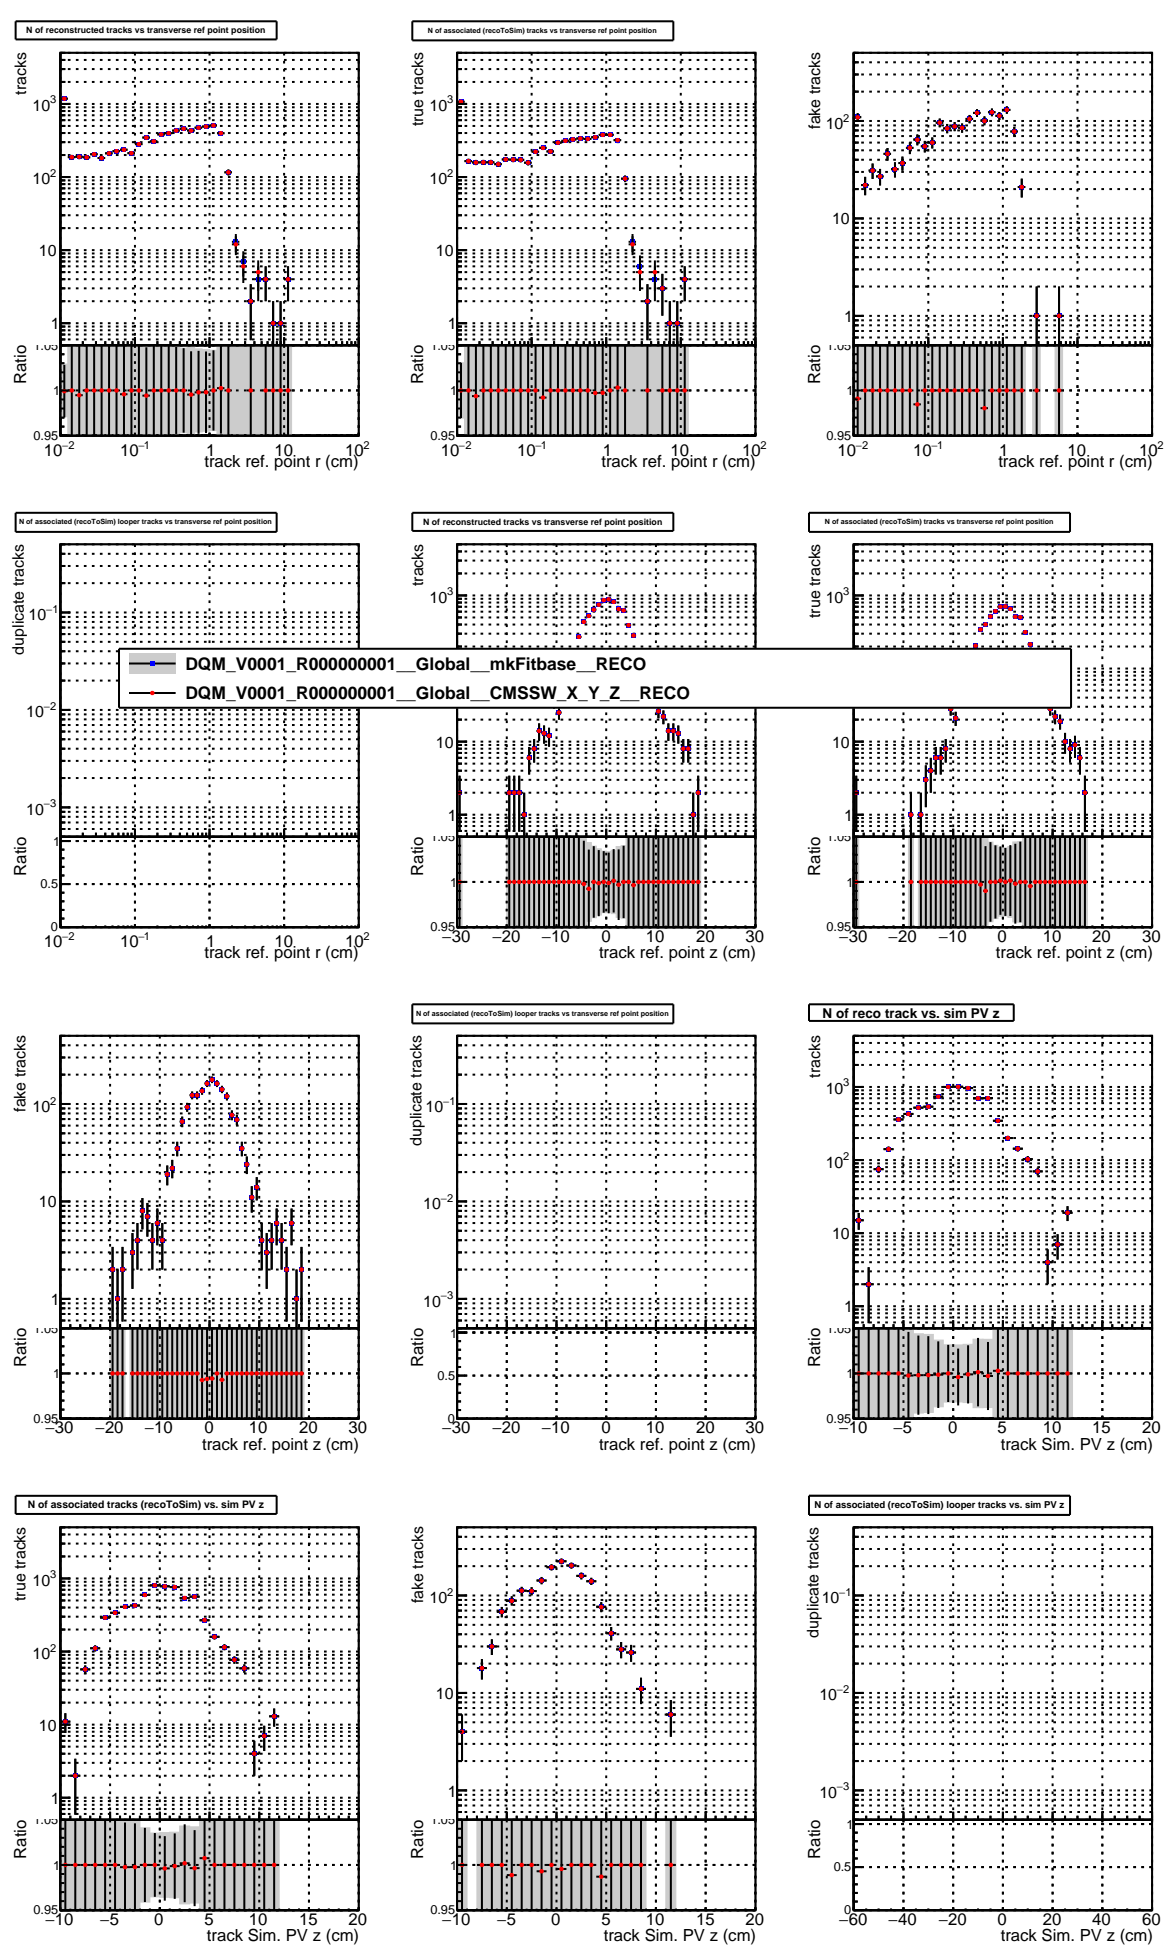 N of reconstructed tracks vs transverse ref point position
N of associated (recoToSim) tracks vs transverse ref point position
tracks
10³
10²
10
1
Ratio
1.05
1
0.95
10⁻² 10⁻¹ 1 10 10²
track ref. point r (cm)
true tracks
10³
10²
10
1
Ratio
1.05
1
0.95
10⁻² 10⁻¹ 1 10 10²
track ref. point r (cm)
fake tracks
10²
10
1
Ratio
1.05
1
0.95
10⁻² 10⁻¹ 1 10 10²
track ref. point r (cm)
N of associated (recoToSim) looper tracks vs transverse ref point position
N of reconstructed tracks vs transverse ref point position
N of associated (recoToSim) tracks vs transverse ref point position
duplicate tracks
10⁻¹
10⁻²
10⁻³
Ratio
1
0.5
0
10⁻² 10⁻¹ 1 10 10²
track ref. point r (cm)
tracks
10³
10
1
Ratio
1.05
1
0.95
−30 −20 −10 0 10 20 30
track ref. point z (cm)
true tracks
10³
10
1
Ratio
1.05
1
0.95
−30 −20 −10 0 10 20 30
track ref. point z (cm)
DQM_V0001_R000000001__Global__mkFitbase__RECO
DQM_V0001_R000000001__Global__CMSSW_X_Y_Z__RECO
N of associated (recoToSim) looper tracks vs transverse ref point position
N of reco track vs. sim PV z
fake tracks
10²
10
1
Ratio
1.05
1
0.95
−30 −20 −10 0 10 20 30
track ref. point z (cm)
duplicate tracks
10⁻¹
10⁻²
10⁻³
Ratio
1
0.5
0
−30 −20 −10 0 10 20 30
track ref. point z (cm)
tracks
10³
10²
10
1
Ratio
1.05
1
0.95
−10 −5 0 5 10 15 20
track Sim. PV z (cm)
N of associated tracks (recoToSim) vs. sim PV z
N of associated (recoToSim) looper tracks vs. sim PV z
true tracks
10³
10²
10
1
Ratio
1.05
1
0.95
−10 −5 0 5 10 15 20
track Sim. PV z (cm)
fake tracks
10²
10
1
Ratio
1.05
1
0.95
−10 −5 0 5 10 15 20
track Sim. PV z (cm)
duplicate tracks
10⁻¹
10⁻²
10⁻³
Ratio
1
0.5
0
−60 −40 −20 0 20 40 60
track Sim. PV z (cm)